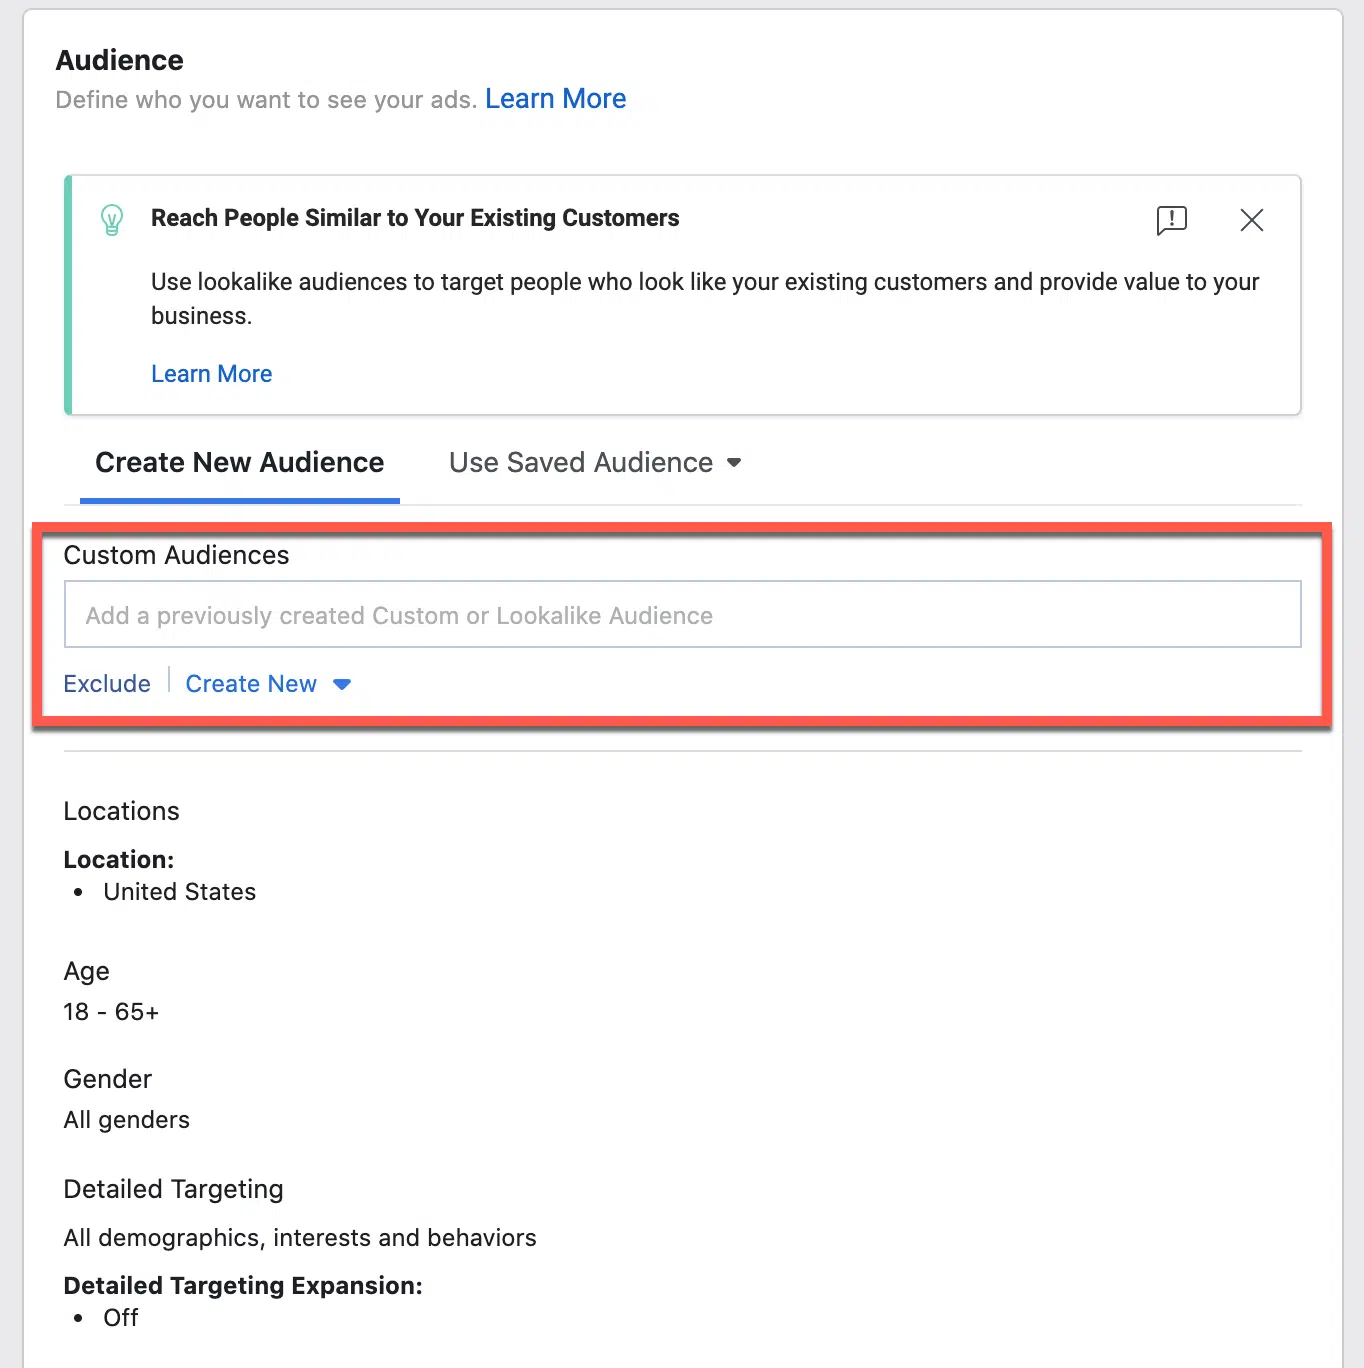 Audience
Define who you want to see your ads. Learn More
Reach People Similar to Your Existing Customers
Use lookalike audiences to target people who look like your existing customers and provide value to your
business.
Learn More
Create New Audience
Use Saved Audience
Custom Audiences
Add a previously created Custom or Lookalike Audience
Exclude
Create New
Locations
Location:
• United States
Age
18 - 65+
Gender
All genders
Detailed Targeting
All demographics, interests and behaviors
Detailed Targeting Expansion:
• Off